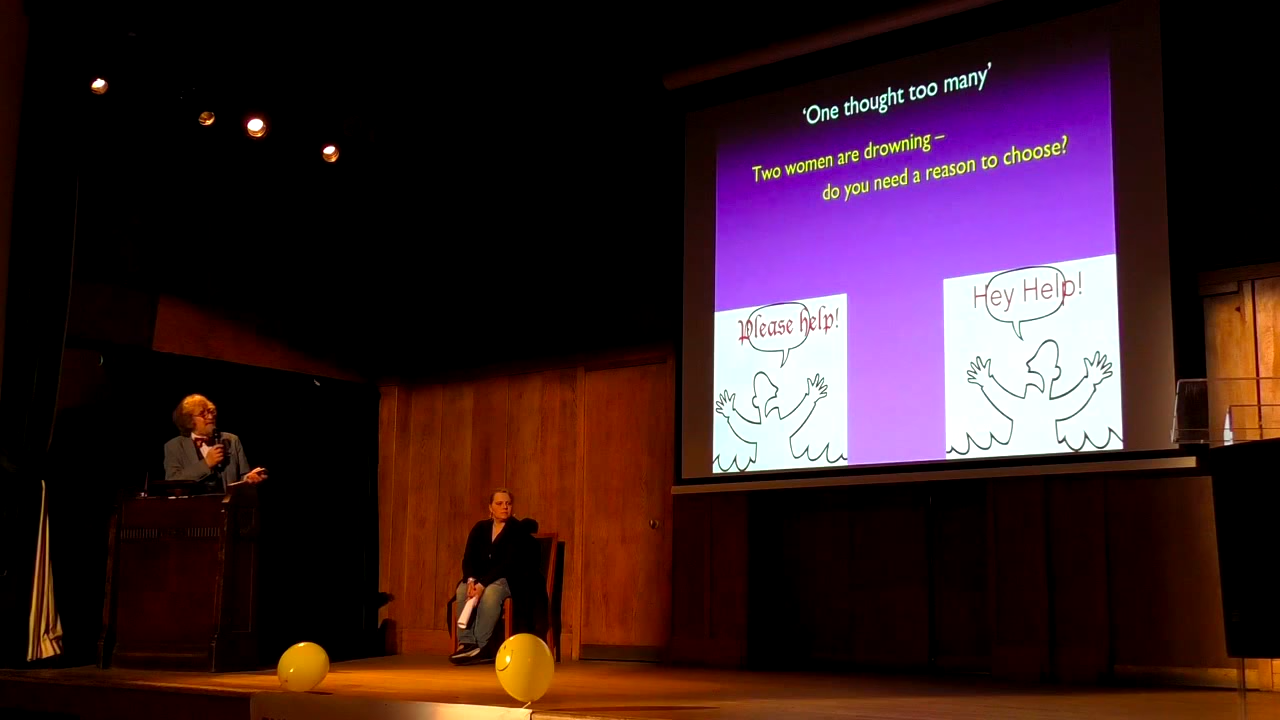 ‘One thought too many’
Two women are drowning –
do you need a reason to choose?
Please help!
Hey Help!